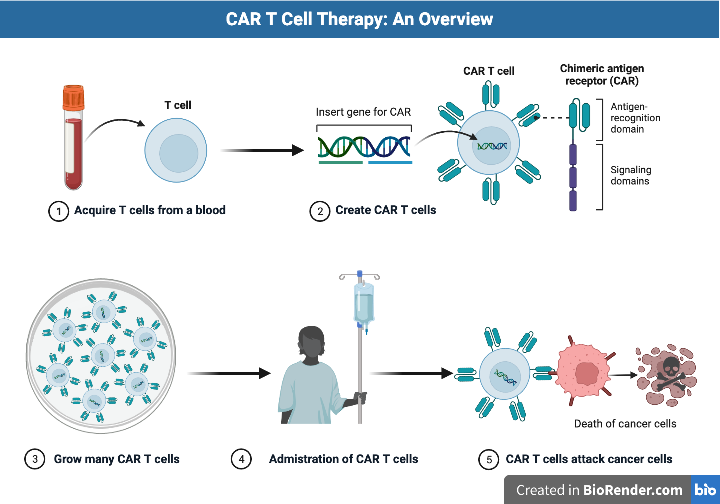 CAR T Cell Therapy: An Overview
T cell
1 Acquire T cells from a blood
Insert gene for CAR
CAR T cell
2 Create CAR T cells
Chimeric antigen
receptor (CAR)
Antigen-
recognition
domain
Signaling
domains
3 Grow many CAR T cells
4 Admistration of CAR T cells
Death of cancer cells
5 CAR T cells attack cancer cells
Created in BioRender.com bio